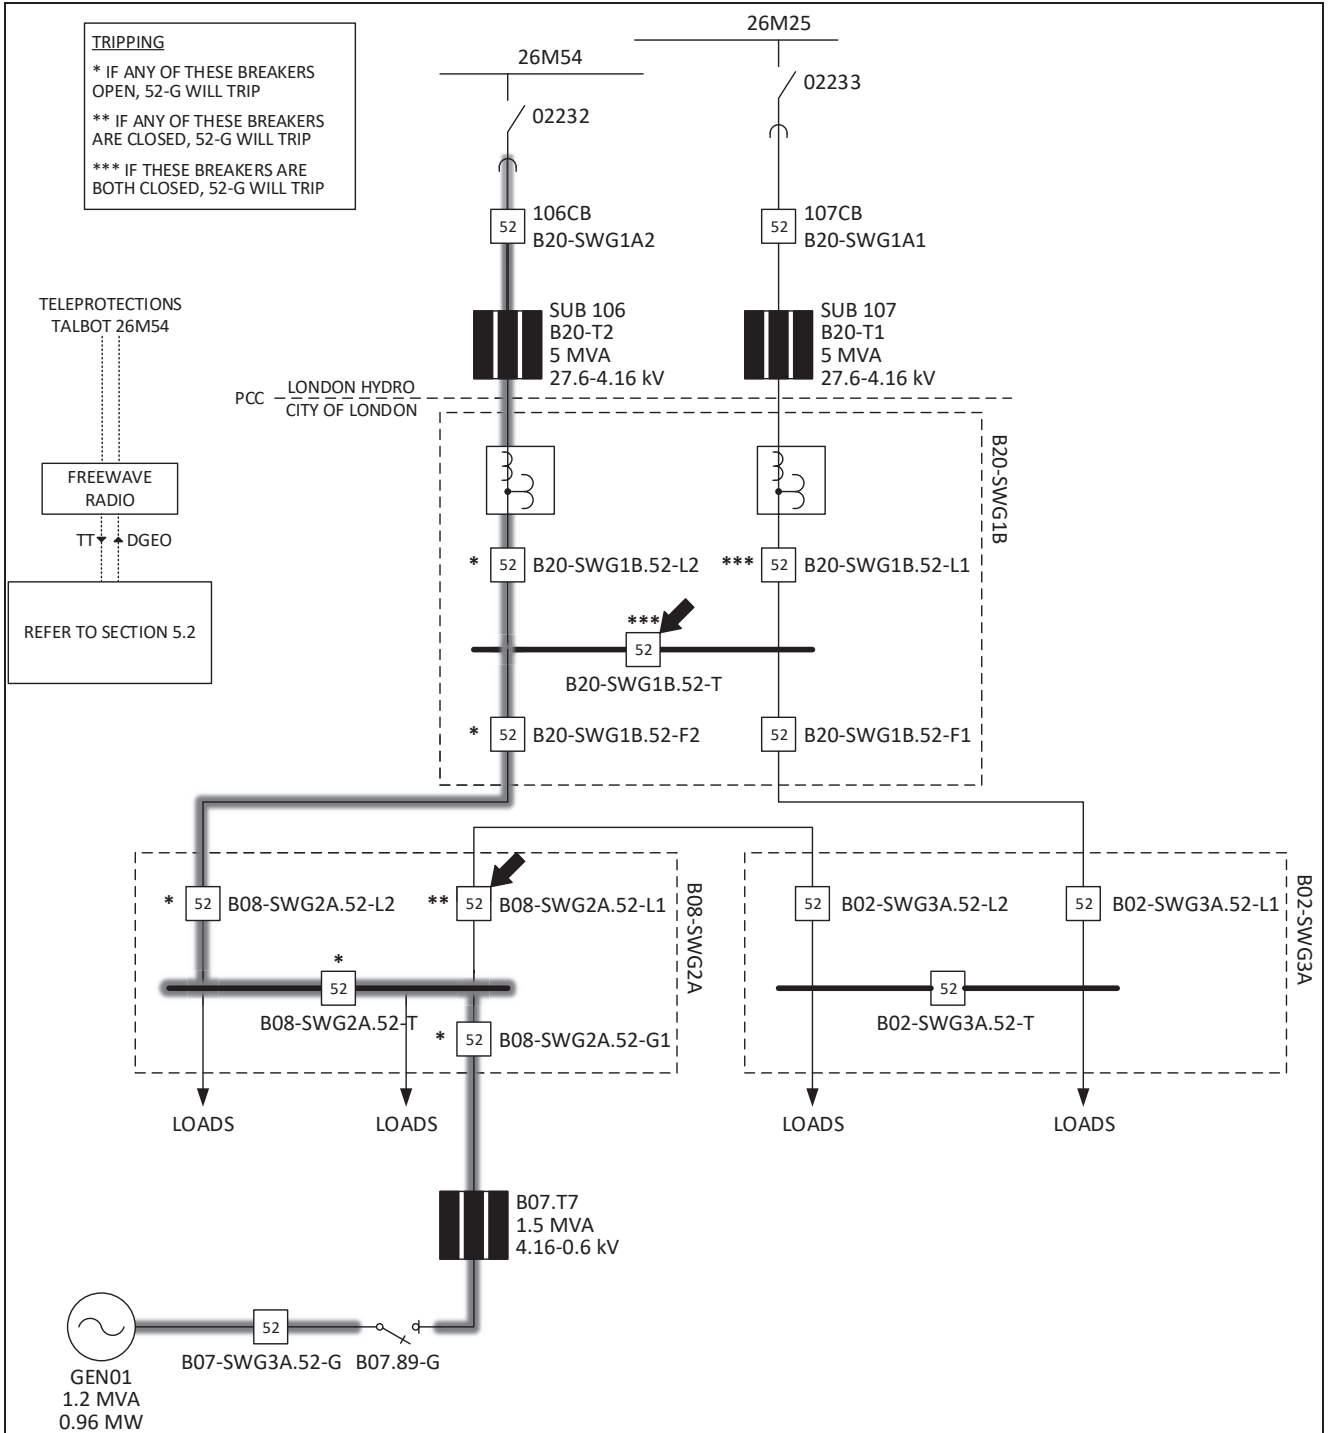 26M25
TRIPPING
* IF ANY OF THESE BREAKERS
OPEN, 52-G WILL TRIP
** IF ANY OF THESE BREAKERS
ARE CLOSED, 52-G WILL TRIP
*** IF THESE BREAKERS ARE
BOTH CLOSED, 52-G WILL TRIP
26M54
02233
02232
52
106CB
B20-SWG1A2
52
107CB
B20-SWG1A1
TELEPROTECTIONS
TALBOT 26M54
SUB 106
B20-T2
5 MVA
27.6-4.16 kV
SUB 107
B20-T1
5 MVA
27.6-4.16 kV
PCC
LONDON HYDRO
CITY OF LONDON
B20-SWG1B
FREEWAVE
RADIO
TT
DGEO
* 52 B20-SWG1B.52-L2
*** 52 B20-SWG1B.52-L1
REFER TO SECTION 5.2
***
52
B20-SWG1B.52-T
* 52 B20-SWG1B.52-F2
52 B20-SWG1B.52-F1
* 52 B08-SWG2A.52-L2
** 52 B08-SWG2A.52-L1
B08-SWG2A
52 B02-SWG3A.52-L2
52 B02-SWG3A.52-L1
B02-SWG3A
*
52
B08-SWG2A.52-T
52
B02-SWG3A.52-T
* 52 B08-SWG2A.52-G1
LOADS
LOADS
LOADS
LOADS
B07.T7
1.5 MVA
4.16-0.6 kV
52
B07-SWG3A.52-G
B07.89-G
GEN01
1.2 MVA
0.96 MW